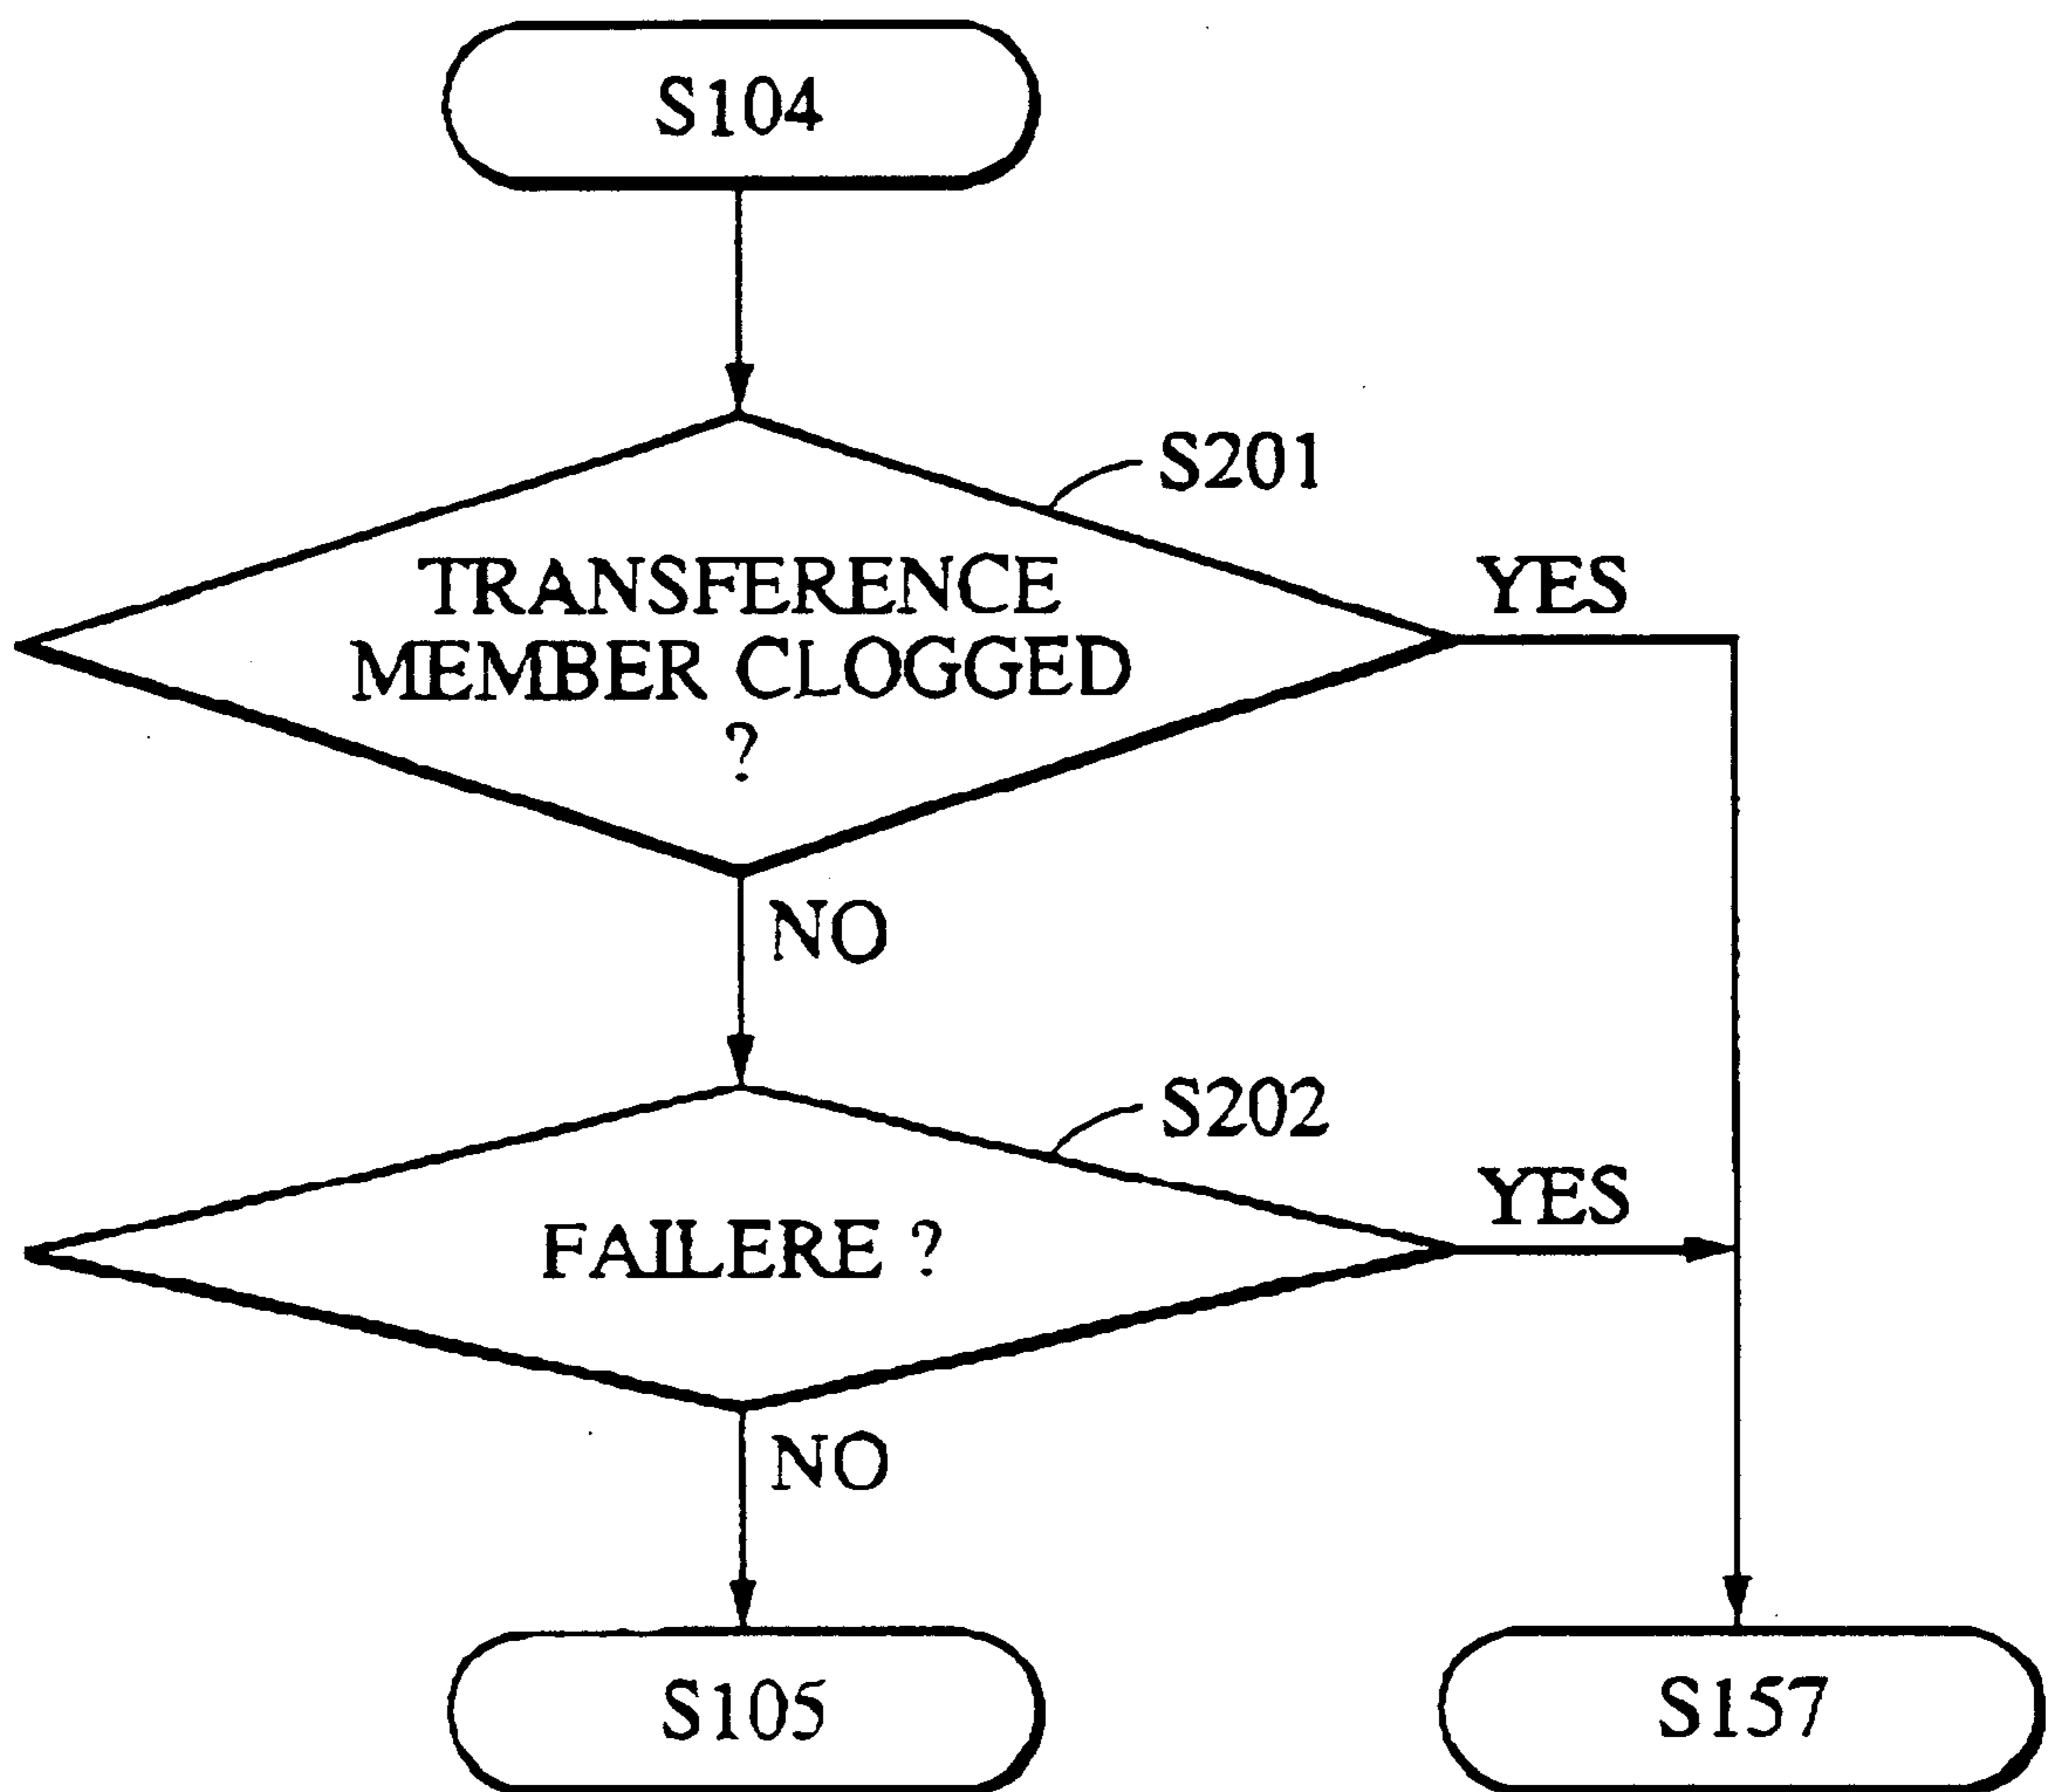 S104
S201
TRANSFERENCE
MEMBER CLOGGED
?
YES
NO
S202
FAILERE ?
YES
NO
S105
S157